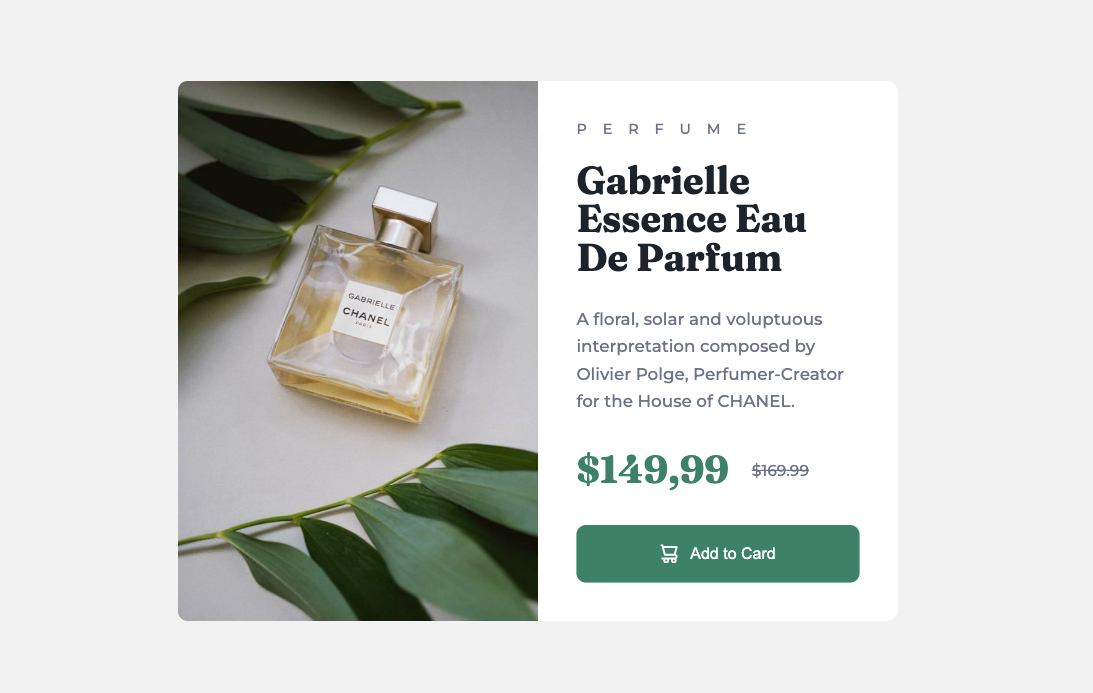 GABRIELLE
CHANEL
PARIS
P E R F U M E
Gabrielle
Essence Eau
De Parfum
A floral, solar and voluptuous
interpretation composed by
Olivier Polge, Perfumer-Creator
for the House of CHANEL.
$149,99 $169.99
Add to Card